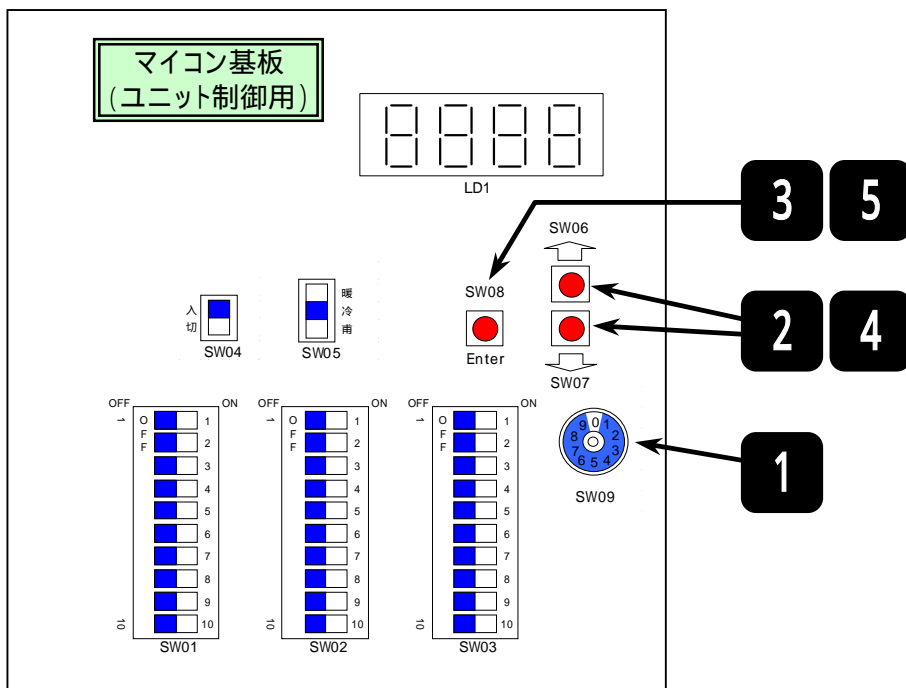 マイコン基板
(ユニット制御用)
LD1
3 5
SW06
SW08
暖
入 冷
切 甫
SW04 SW05
Enter
2 4
SW07
OFF ON OFF ON OFF ON
1 O 1 1 O 1 1 O 1
F 2 F 2 F 2
F F F
3 3 3
4 4 4
5 5 5
6 6 6
7 7 7
8 8 8
9 9 9
10 10 10 10 10 10
SW01 SW02 SW03
0 1 2 3 4 5 6 7 8 9
SW09
1